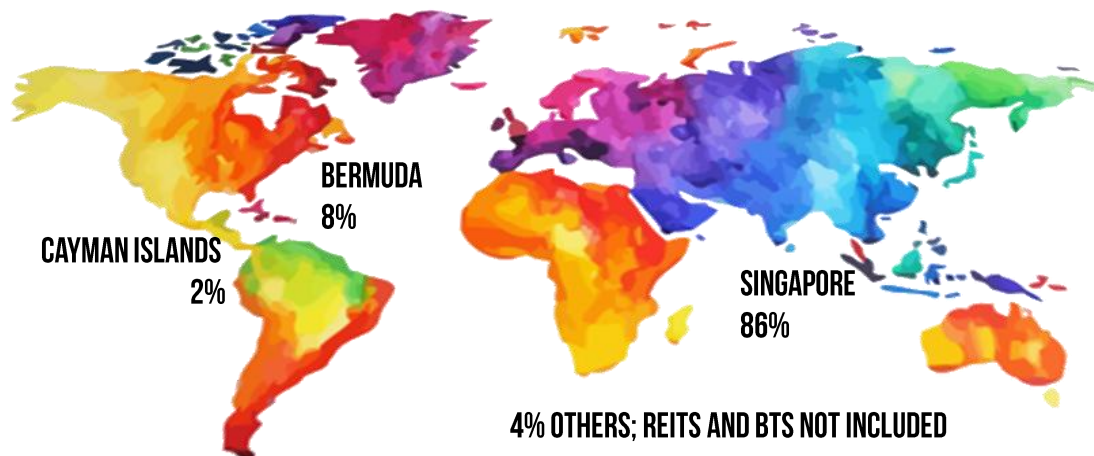 BERMUDA
8%
CAYMAN ISLANDS
2%
SINGAPORE
86%
4% OTHERS; REITS AND BTS NOT INCLUDED